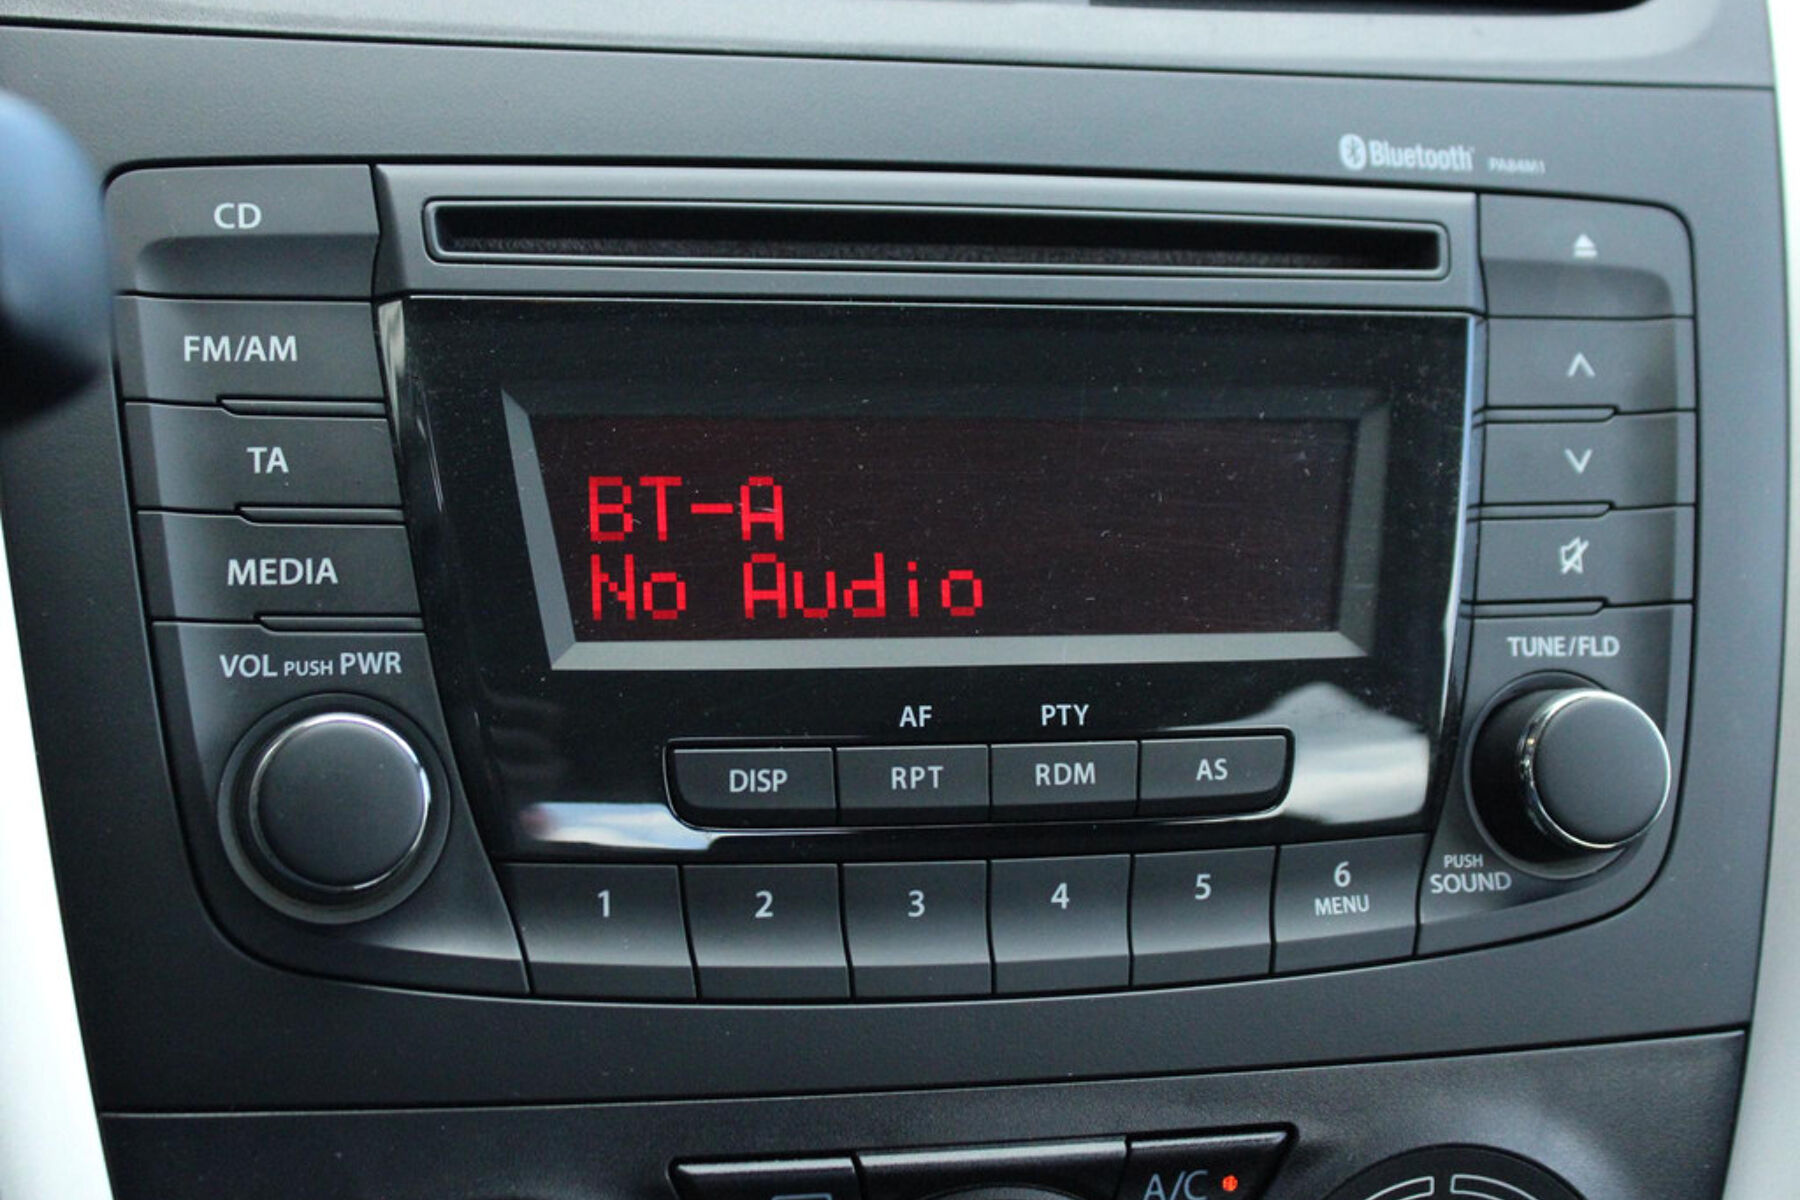 Bluetooth PA84M1
CD
FM/AM
TA
MEDIA
VOL PUSH PWR
BT-A
No Audio
TUNE/FLD
AF PTY
DISP RPT RDM AS
PUSH
SOUND
1 2 3 4 5 6
MENU
A/C